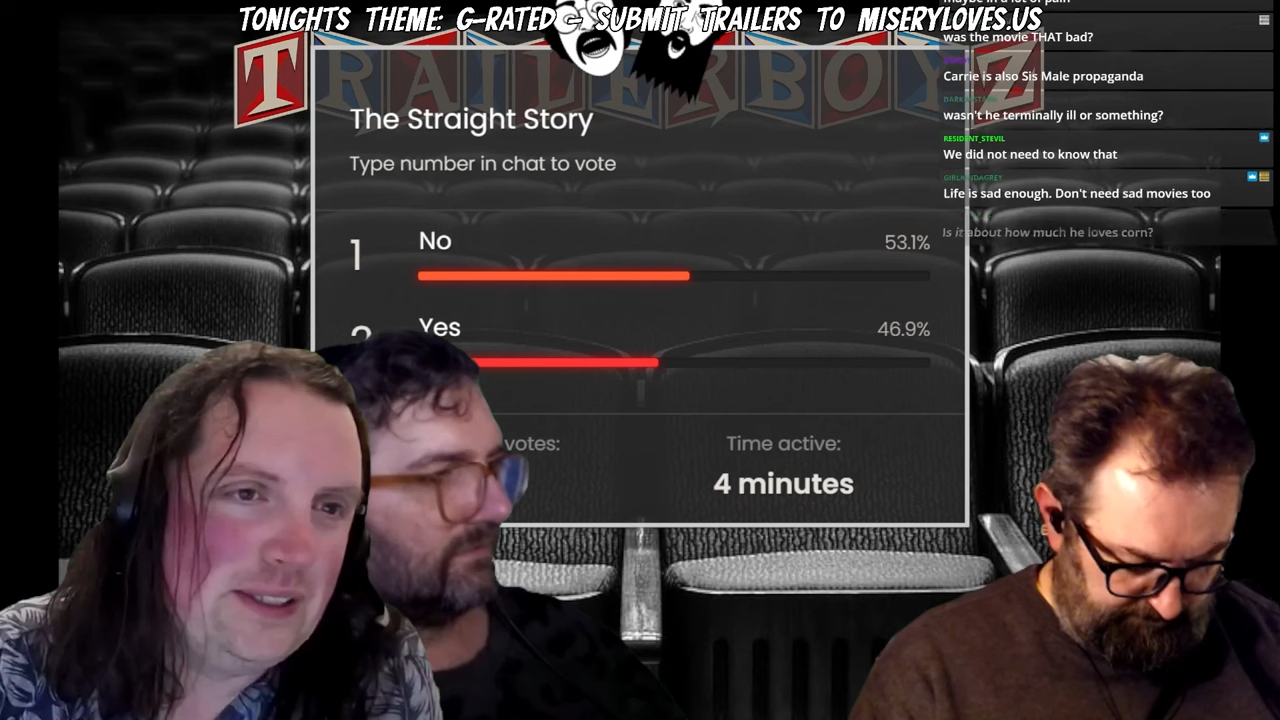 TONIGHTS THEME: G-RATED - SUBMIT TRAILERS TO MISERYLOVES.US
TRAILERBOYZ
The Straight Story
Type number in chat to vote
1 No 53.1%
Yes 46.9%
votes:
Time active:
4 minutes
was the movie THAT bad?
Carrie is also Sis Male propaganda
wasn't he terminally ill or something?
RESIDENT_STEVIL
We did not need to know that
Life is sad enough. Don't need sad movies too
Is it about how much he loves corn?